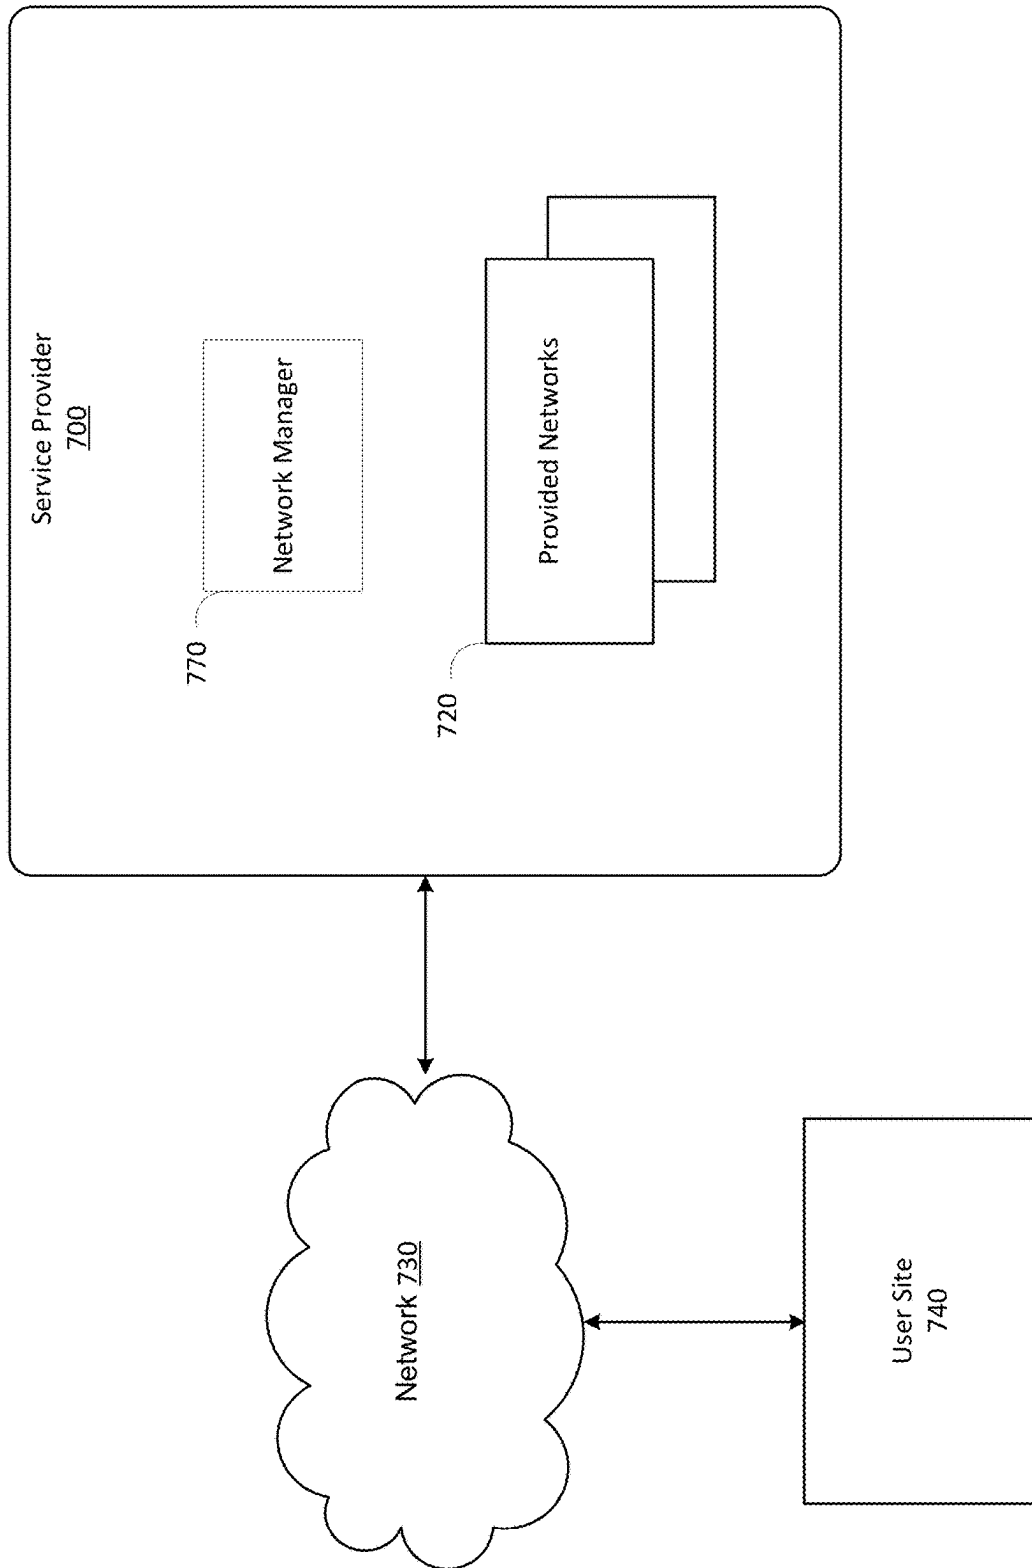 Service Provider
700
770
Network Manager
720
Provided Networks
Network 730
User Site
740